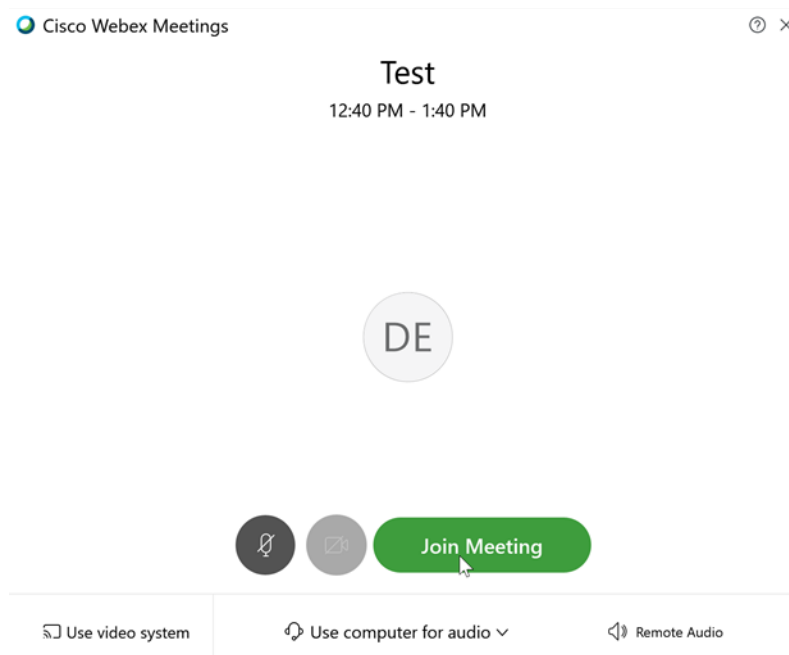 Cisco Webex Meetings
Test
12:40 PM - 1:40 PM
DE
Join Meeting
Use video system
Use computer for audio
Remote Audio